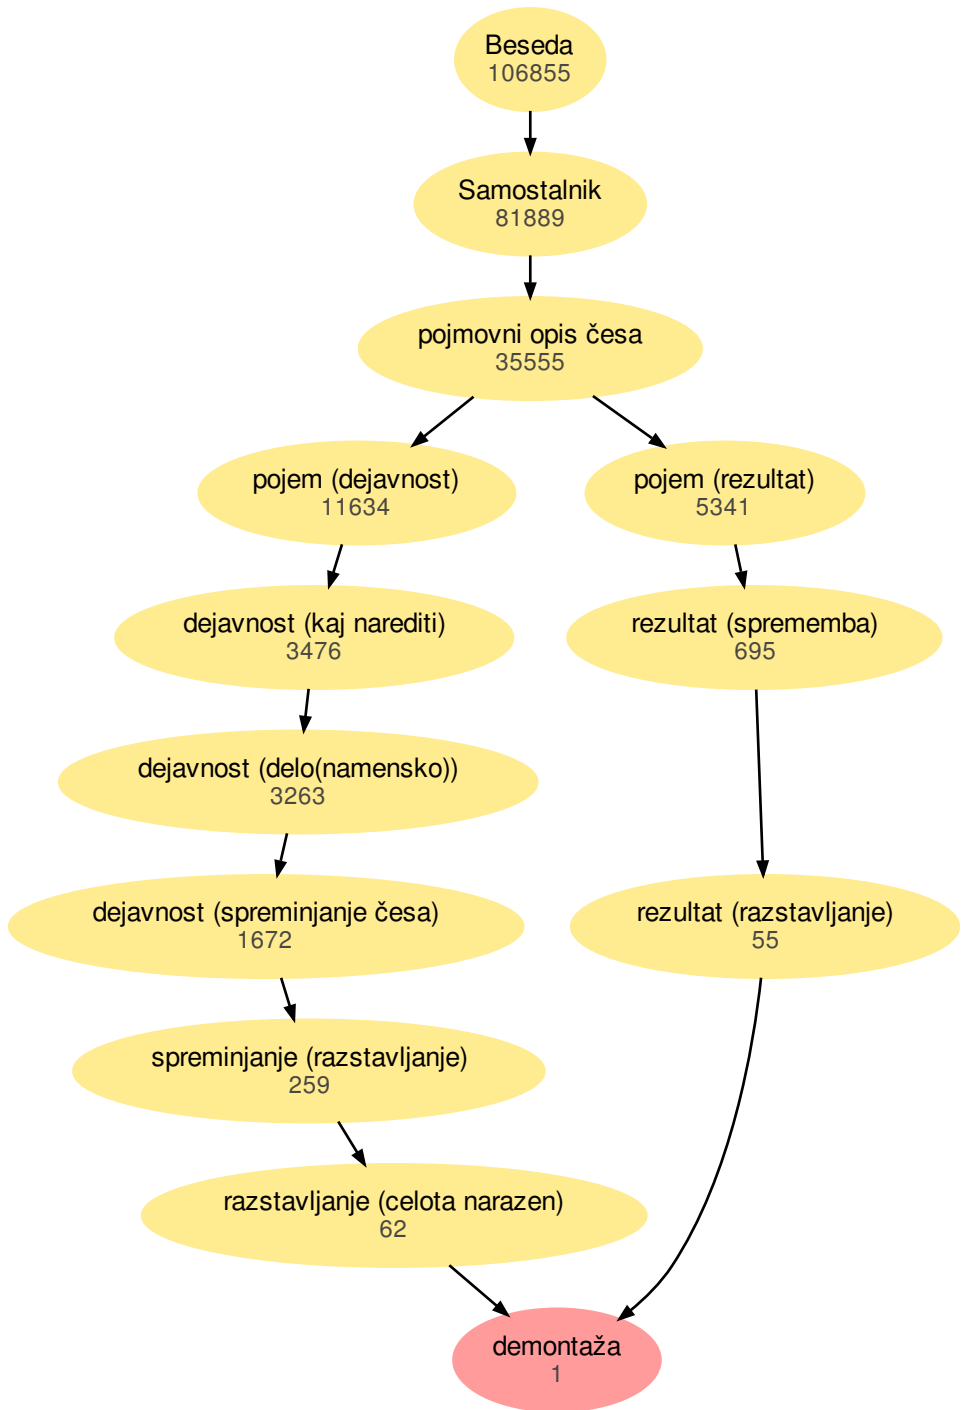 Beseda
106855
Samostalnik
81889
pojmovni opis česa
35555
pojem (dejavnost)
11634
pojem (rezultat)
5341
dejavnost (kaj narediti)
3476
rezultat (sprememba)
695
dejavnost (delo(namensko))
3263
dejavnost (spreminjanje česa)
1672
rezultat (razstavljanje)
55
spreminjanje (razstavljanje)
259
razstavljanje (celota narazen)
62
demontaža
1